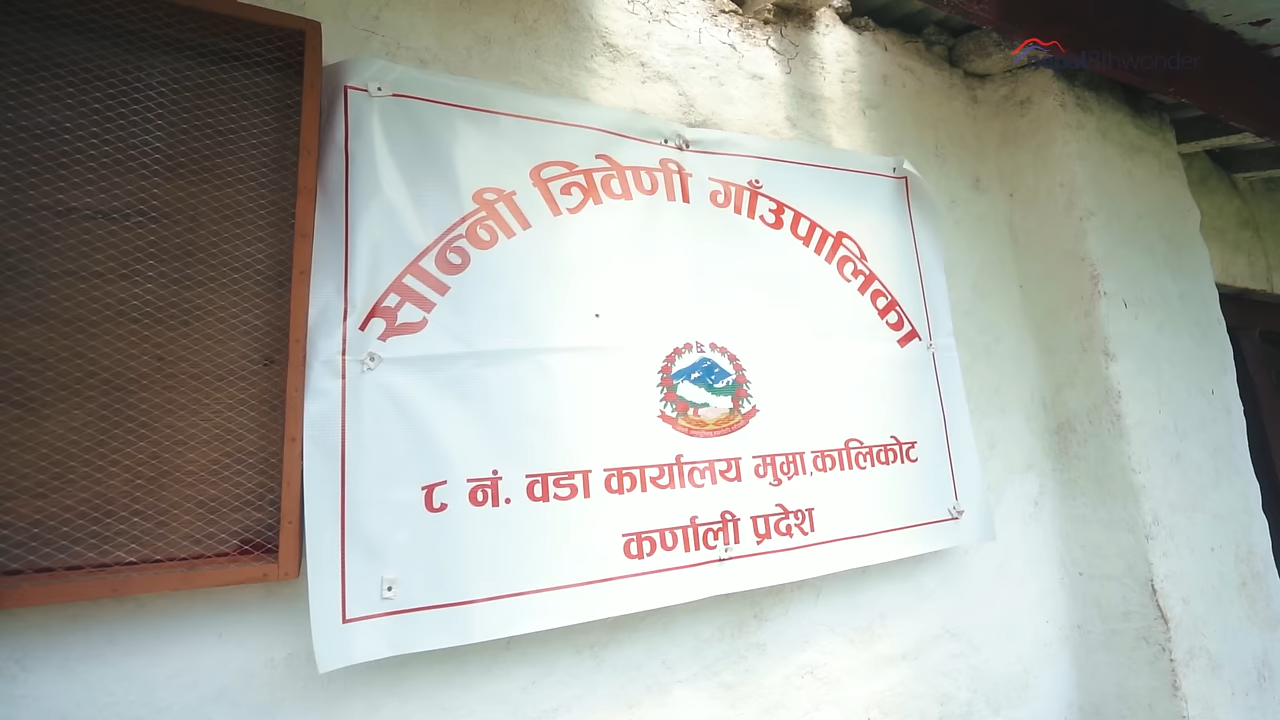 सान्नी त्रिवेणी गाँउपालिका
८ नं. वडा कार्यालय मुम्रा,कालिकोट
कर्णाली प्रदेश